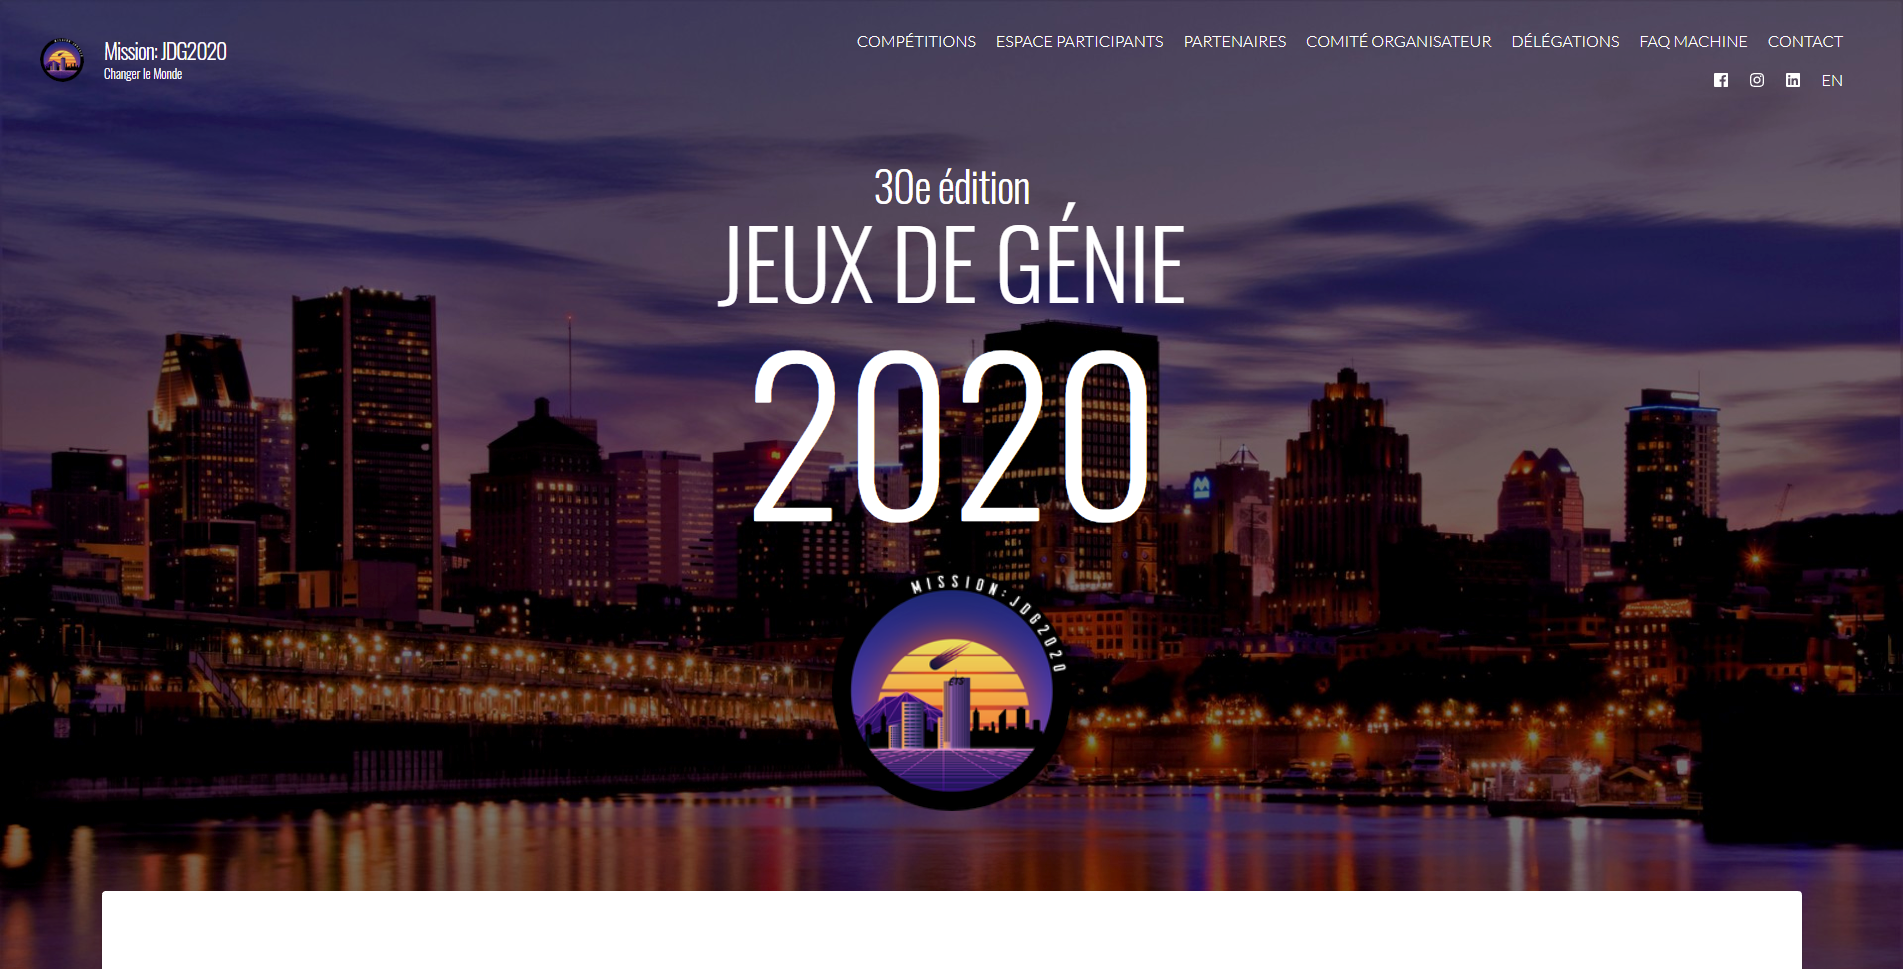 Mission: JDG2020
Changer le Monde
COMPÉTITIONS ESPACE PARTICIPANTS PARTENAIRES COMITÉ ORGANISATEUR DÉLÉGATIONS FAQ MACHINE CONTACT
EN
30e édition
JEUX DE GÉNIE
2020
MISSION:JDG2020
ETS